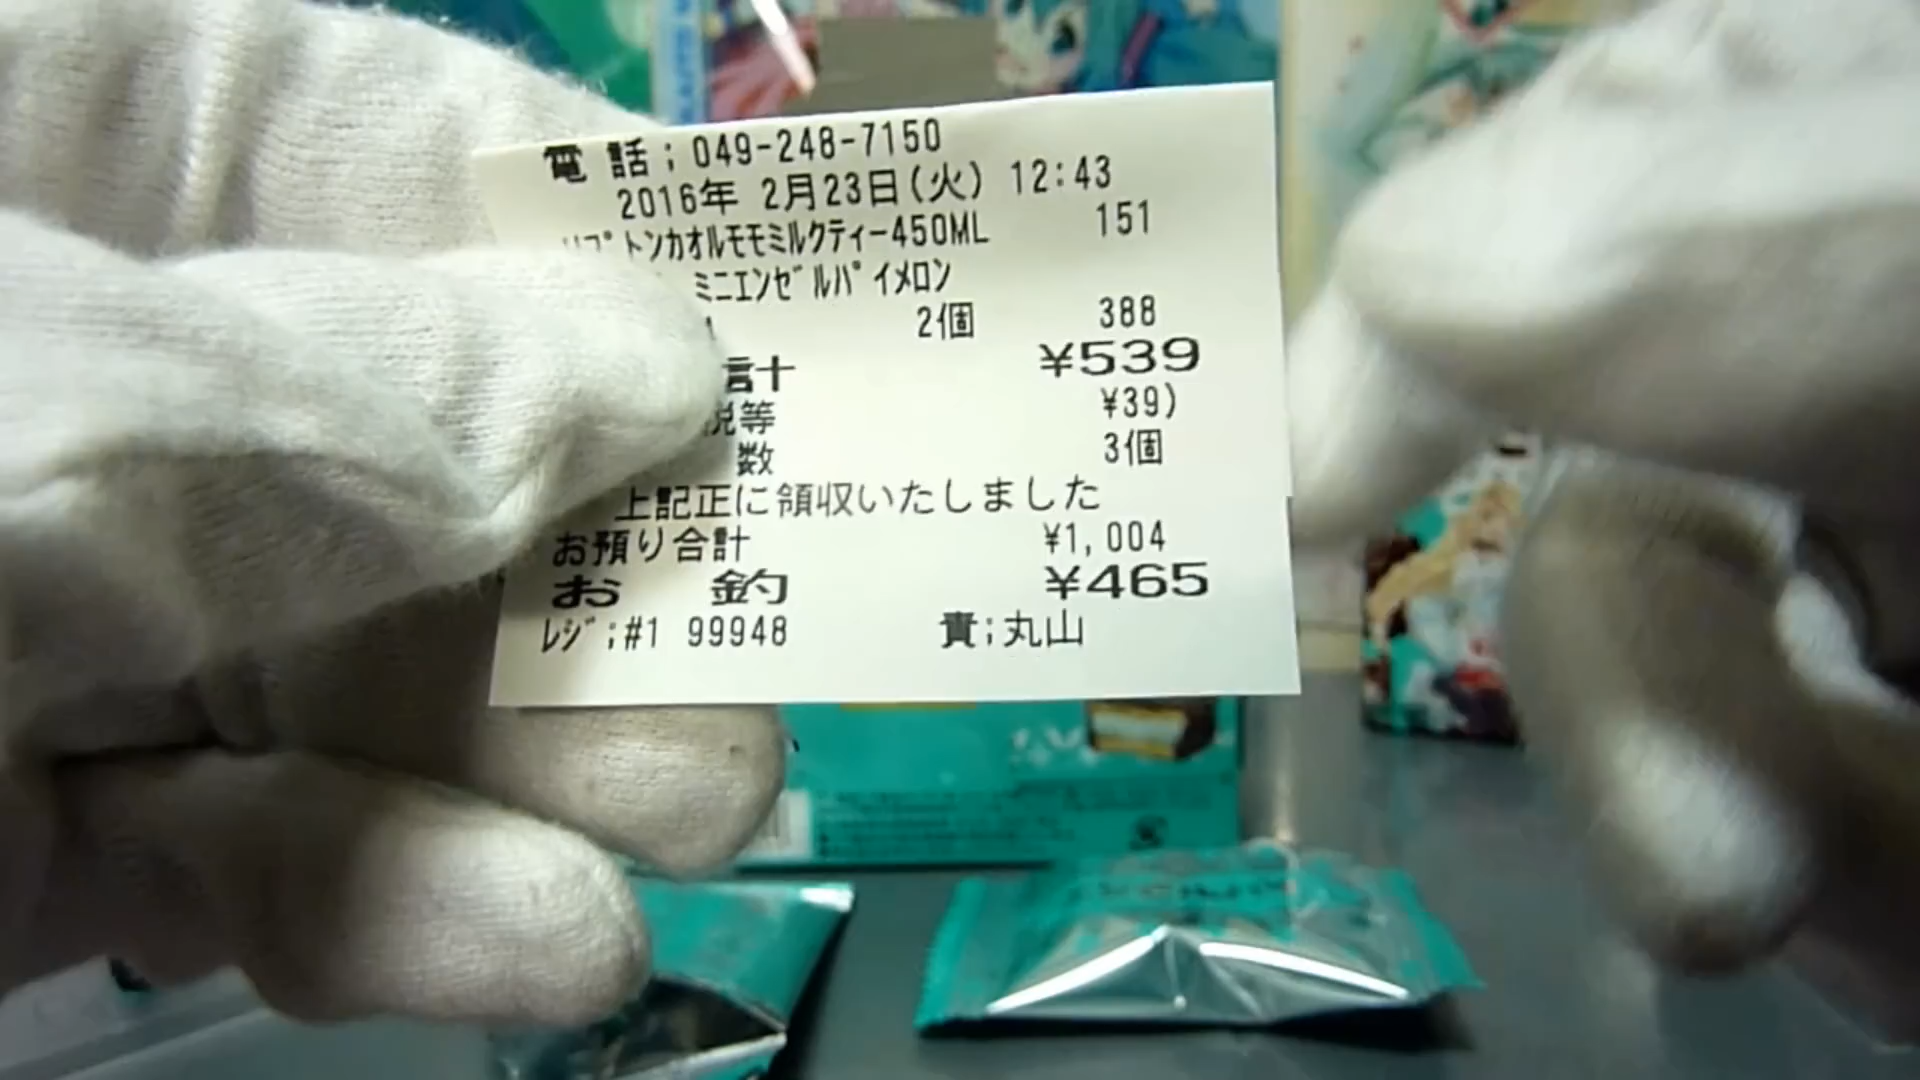 電 話;049-248-7150
2016年 2月23日(火) 12:43
プトンカオルモモミルクティー450ML 151
ミニエンゼルパイメロン
2個 388
計 ¥539
税等 ¥39)
数 3個
上記正に領収いたしました
お預り合計 ¥1,004
お 釣 ¥465
レジ;#1 99948 責;丸山